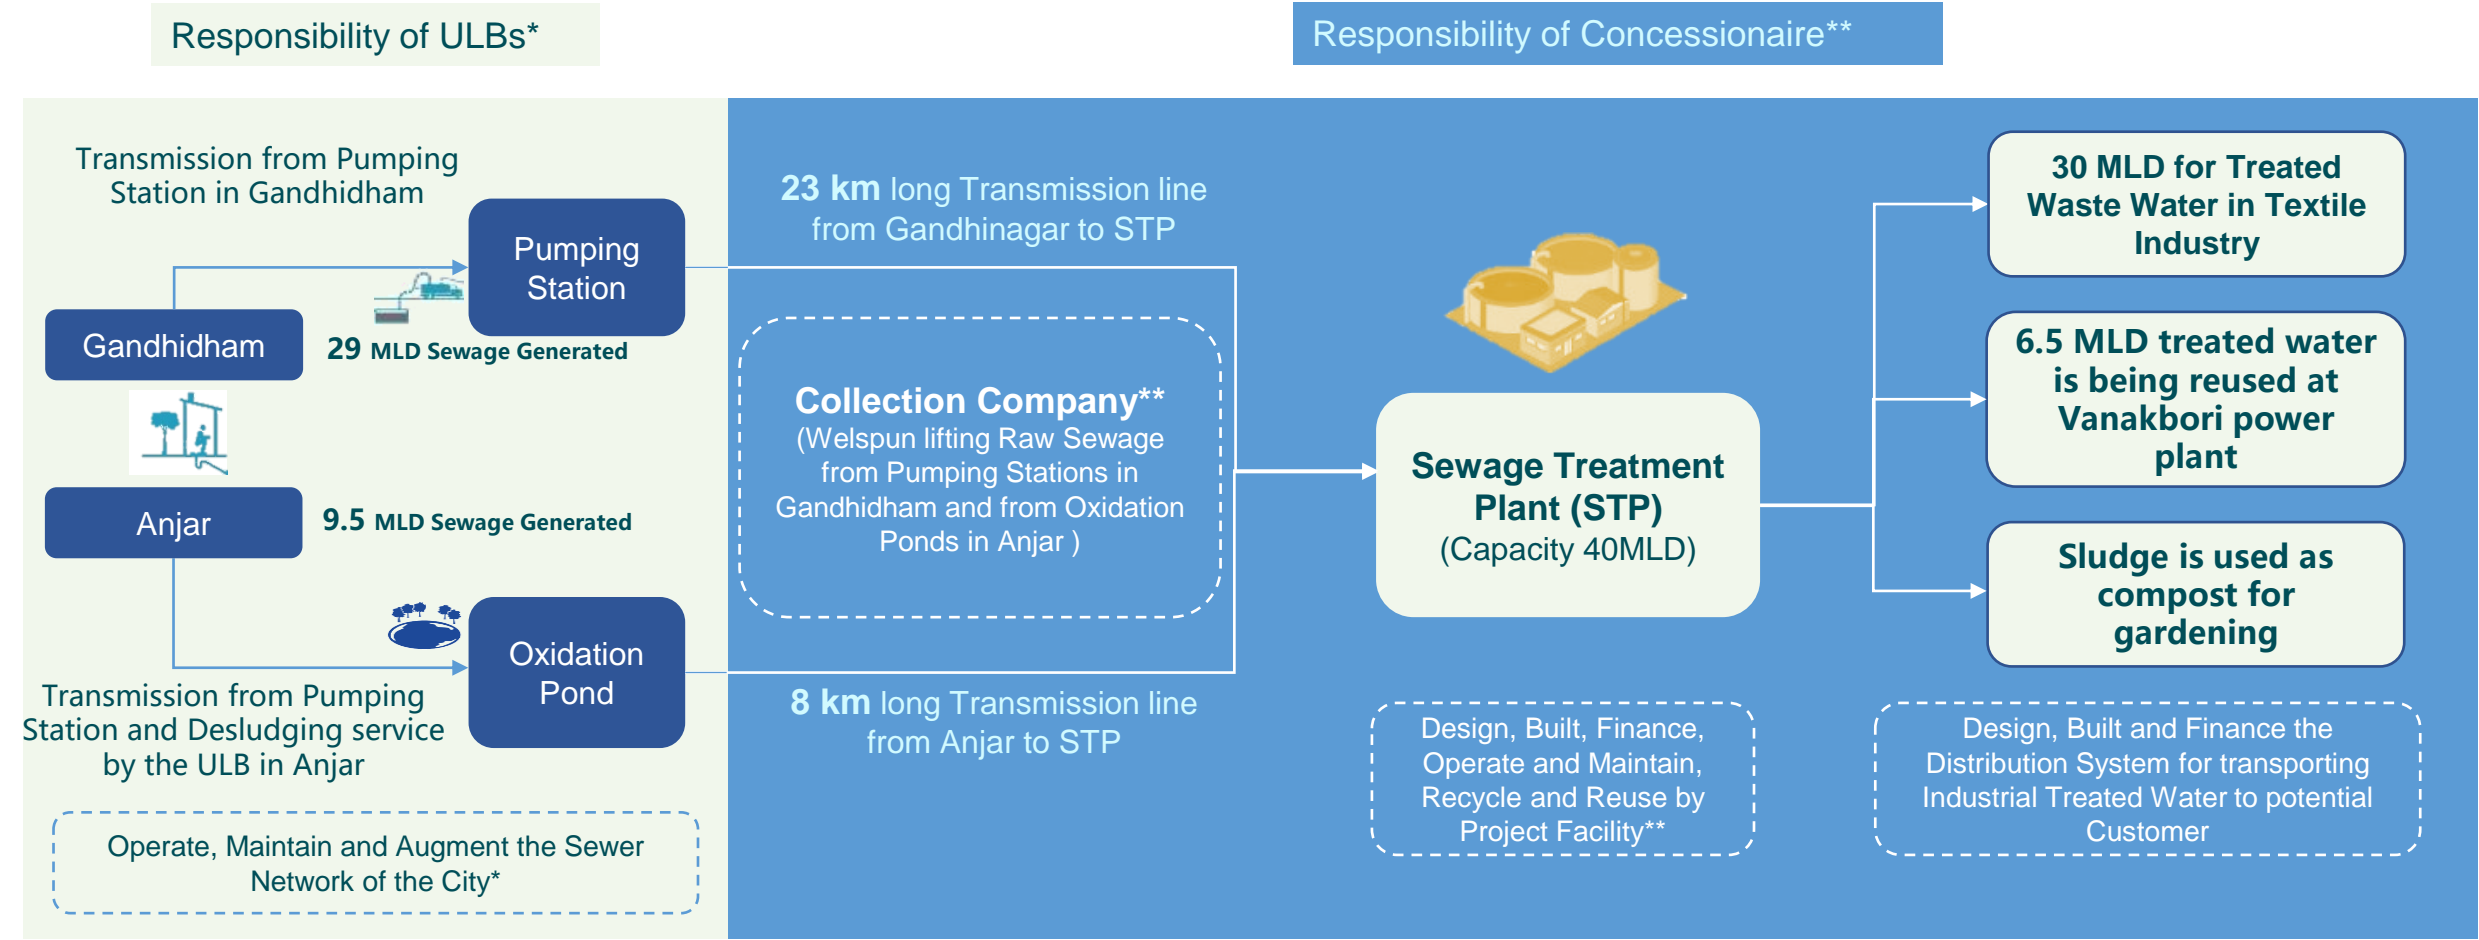 Responsibility of ULBs*
Responsibility of Concessionaire**
Transmission from Pumping
Station in Gandhidham
Pumping
Station
Gandhidham
29 MLD Sewage Generated
Anjar
9.5 MLD Sewage Generated
Oxidation
Pond
Transmission from Pumping
Station and Desludging service
by the ULB in Anjar
Operate, Maintain and Augment the Sewer
Network of the City*
23 km long Transmission line
from Gandhinagar to STP
Collection Company**
(Welspun lifting Raw Sewage
from Pumping Stations in
Gandhidham and from Oxidation
Ponds in Anjar )
8 km long Transmission line
from Anjar to STP
Sewage Treatment
Plant (STP)
(Capacity 40MLD)
Design, Built, Finance,
Operate and Maintain,
Recycle and Reuse by
Project Facility**
30 MLD for Treated
Waste Water in Textile
Industry
6.5 MLD treated water
is being reused at
Vanakbori power
plant
Sludge is used as
compost for
gardening
Design, Built and Finance the
Distribution System for transporting
Industrial Treated Water to potential
Customer